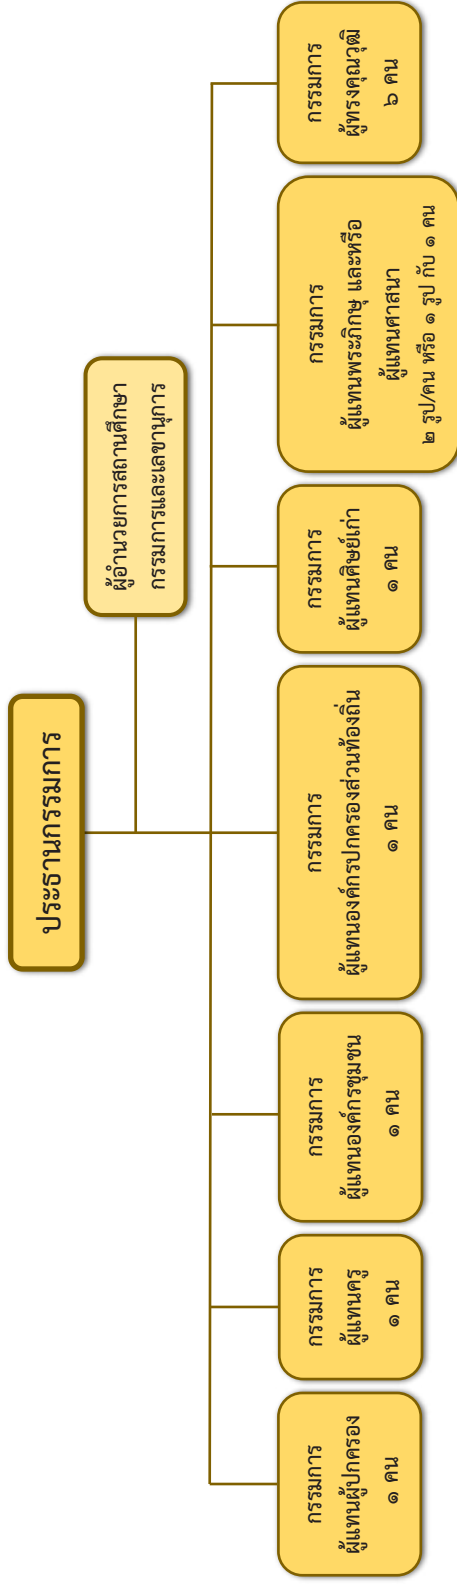 ประธานกรรมการ
ผู้อำนวยการสถานศึกษา
กรรมการและเลขานุการ
กรรมการ
ผู้แทนผู้ปกครอง
๑ คน
กรรมการ
ผู้แทนครู
๑ คน
กรรมการ
ผู้แทนองค์กรชุมชน
๑ คน
กรรมการ
ผู้แทนองค์กรปกครองส่วนท้องถิ่น
๑ คน
กรรมการ
ผู้แทนศิษย์เก่า
๑ คน
กรรมการ
ผู้แทนพระภิกษุ และหรือ
ผู้แทนศาสนา
๒ รูป/คน หรือ ๑ รูป กับ ๑ คน
กรรมการ
ผู้ทรงคุณวุฒิ
๖ คน